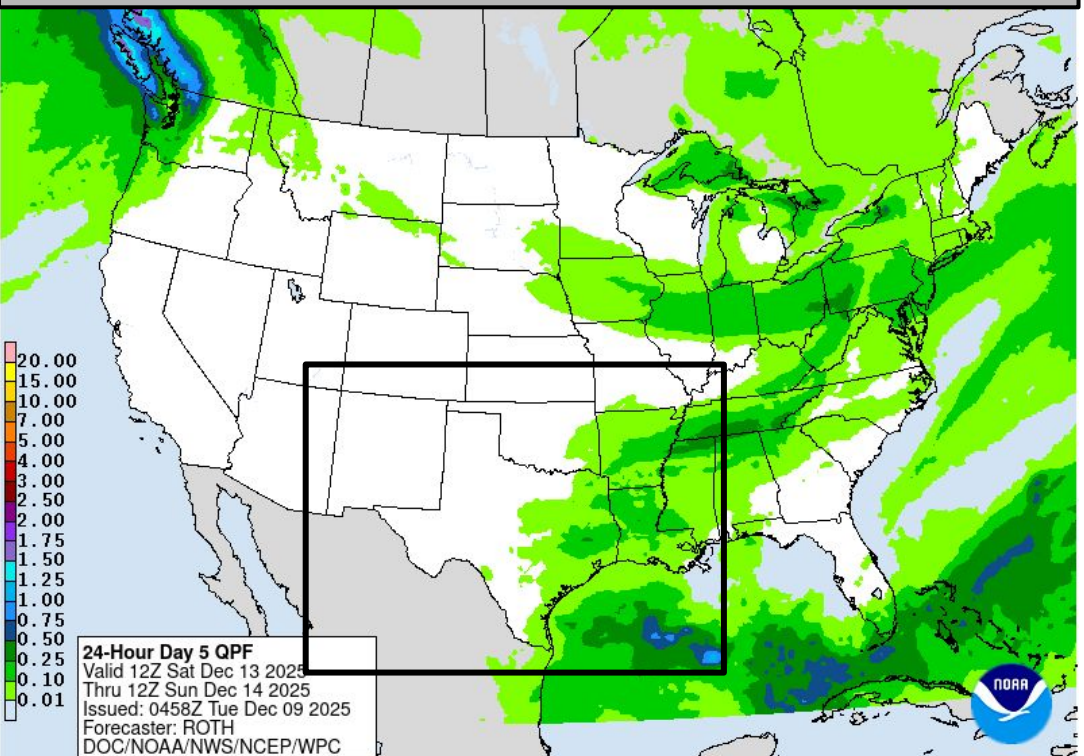 20.00
15.00
10.00
7.00
5.00
4.00
3.00
2.50
2.00
1.75
1.50
1.25
1.00
0.75
0.50
0.25
0.10
0.01
24-Hour Day 5 QPF
Valid 12Z Sat Dec 13 2025
Thru 12Z Sun Dec 14 2025
Issued: 0458Z Tue Dec 09 2025
Forecaster: ROTH
DOC/NOAA/NWS/NCEP/WPC
NOAA